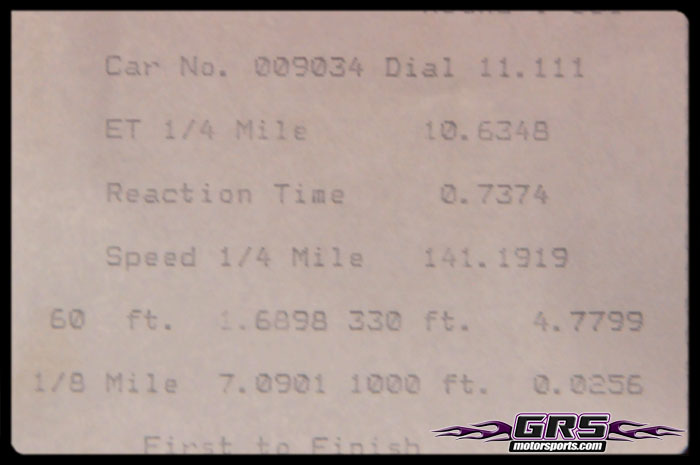 Car No. 009034 Dial 11.111
ET 1/4 Mile 10.6348
Reaction Time 0.7374
Speed 1/4 Mile 141.1919
60 ft. 1.6898 330 ft. 4.7799
1/8 Mile 7.0901 1000 ft. 0.0256
First to Finish
GRS
motorsports.com